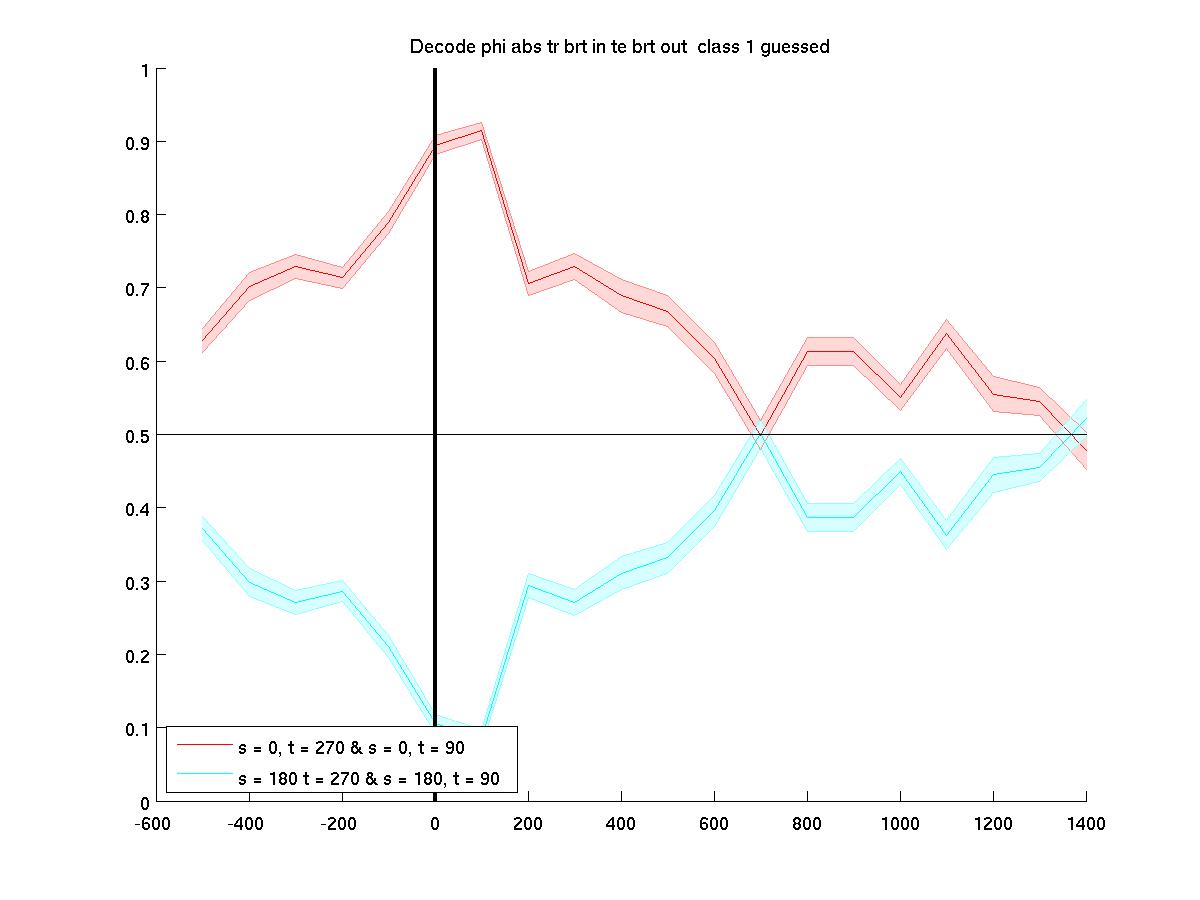 Decode phi abs tr brt in te brt out  class 1 guessed
1
0.9
0.8
0.7
0.6
0.5
0.4
0.3
0.2
0.1
0
s = 0, t = 270 & s = 0, t = 90
s = 180 t = 270 & s = 180, t = 90
-600 -400 -200 0 200 400 600 800 1000 1200 1400